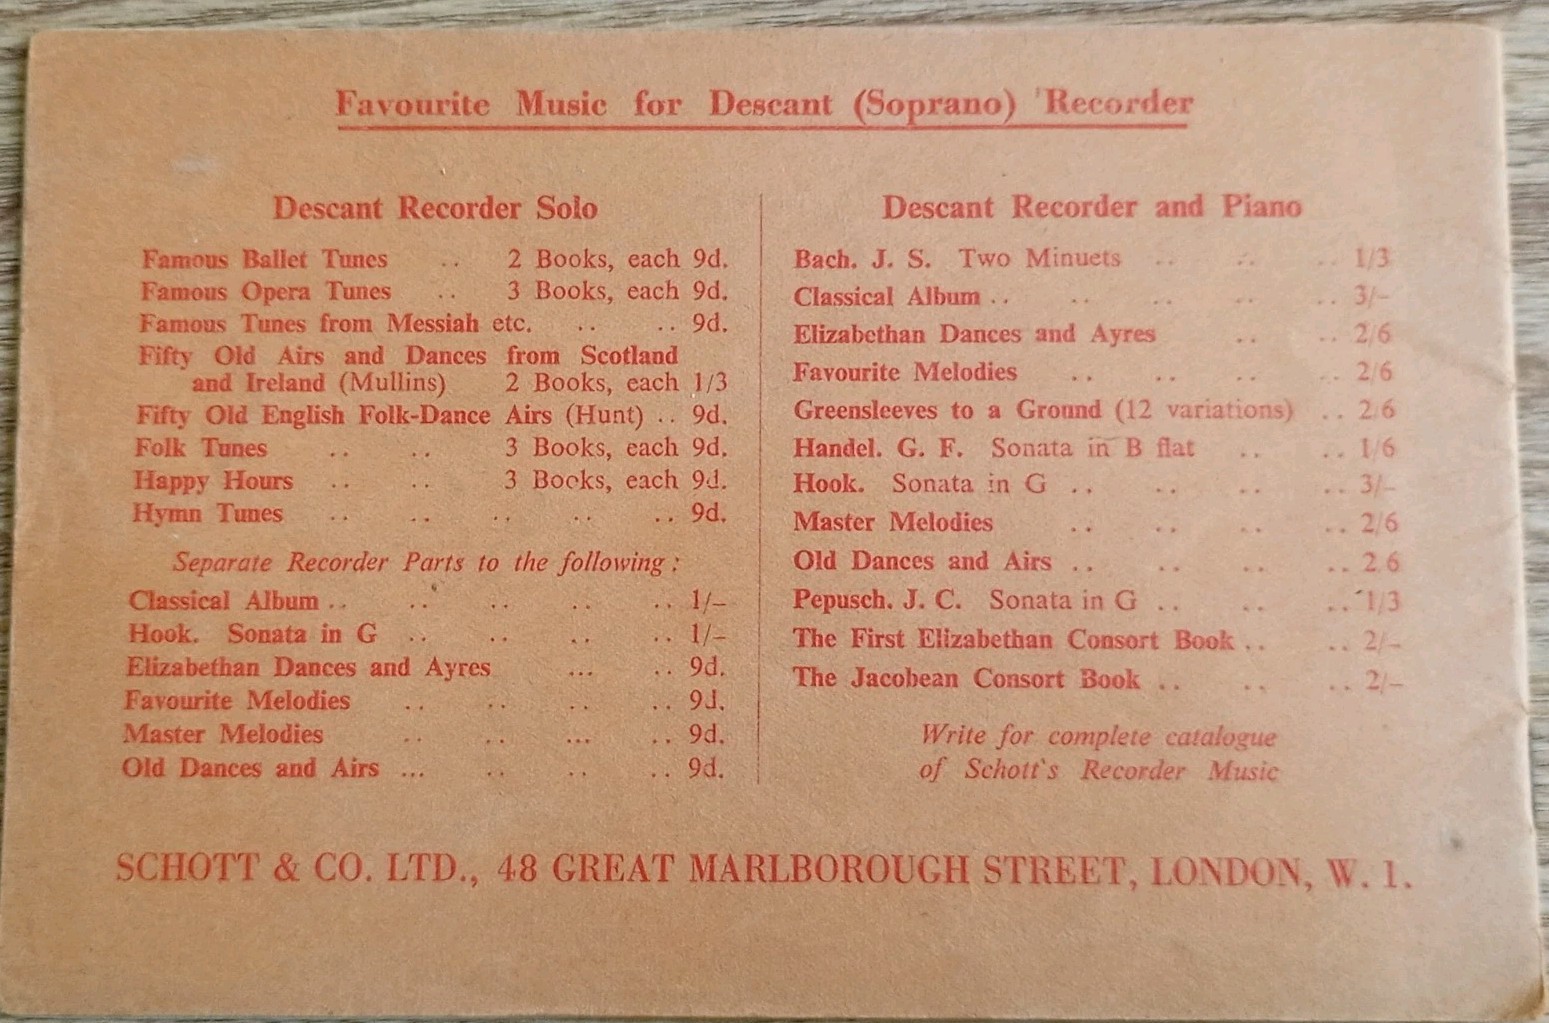 Favourite Music for Descant (Soprano) Recorder
Descant Recorder Solo
Famous Ballet Tunes .. 2 Books, each 9d.
Famous Opera Tunes .. 3 Books, each 9d.
Famous Tunes from Messiah etc. .. .. 9d.
Fifty Old Airs and Dances from Scotland
and Ireland (Mullins) 2 Books, each 1/3
Fifty Old English Folk-Dance Airs (Hunt) .. 9d.
Folk Tunes .. .. 3 Books, each 9d.
Happy Hours .. .. 3 Books, each 9d.
Hymn Tunes .. .. .. .. .. 9d.
Separate Recorder Parts to the following :
Classical Album .. .. .. .. .. 1/–
Hook. Sonata in G .. .. .. .. 1/–
Elizabethan Dances and Ayres ... .. 9d.
Favourite Melodies .. .. .. .. 9d.
Master Melodies .. .. ... .. 9d.
Old Dances and Airs ... .. .. .. 9d.
Descant Recorder and Piano
Bach. J. S. Two Minuets .. .. .. 1/3
Classical Album .. .. .. .. .. 3/–
Elizabethan Dances and Ayres .. .. 2/6
Favourite Melodies .. .. .. .. 2/6
Greensleeves to a Ground (12 variations) .. 2/6
Handel. G. F. Sonata in B flat .. .. 1/6
Hook. Sonata in G .. .. .. .. 3/–
Master Melodies .. .. .. .. 2/6
Old Dances and Airs .. .. .. .. 2/6
Pepusch. J. C. Sonata in G .. .. .. 1/3
The First Elizabethan Consort Book .. .. 2/–
The Jacobean Consort Book .. .. .. 2/–
Write for complete catalogue
of Schott's Recorder Music
SCHOTT & CO. LTD., 48 GREAT MARLBOROUGH STREET, LONDON, W. 1.